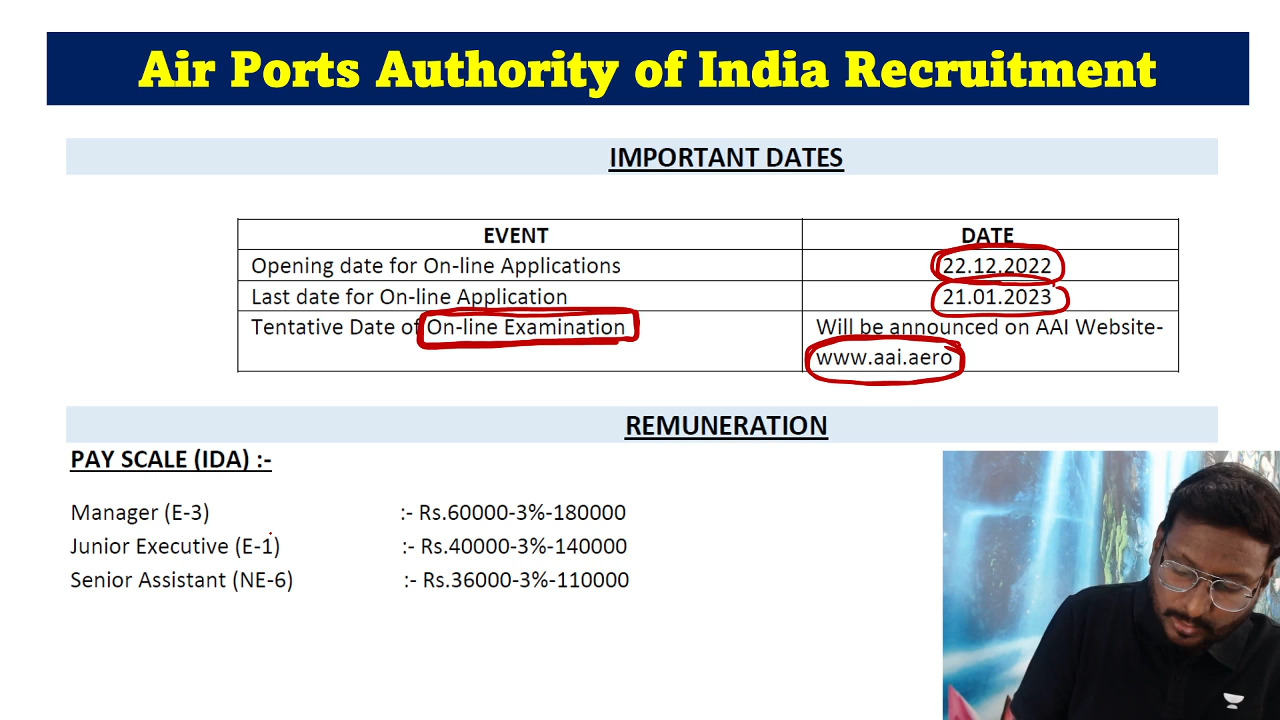 Air Ports Authority of India Recruitment
IMPORTANT DATES
EVENT DATE
Opening date for On-line Applications 22.12.2022
Last date for On-line Application 21.01.2023
Tentative Date of On-line Examination Will be announced on AAI Website-
www.aai.aero
REMUNERATION
PAY SCALE (IDA) :-
Manager (E-3) :- Rs.60000-3%-180000
Junior Executive (E-1) :- Rs.40000-3%-140000
Senior Assistant (NE-6) :- Rs.36000-3%-110000